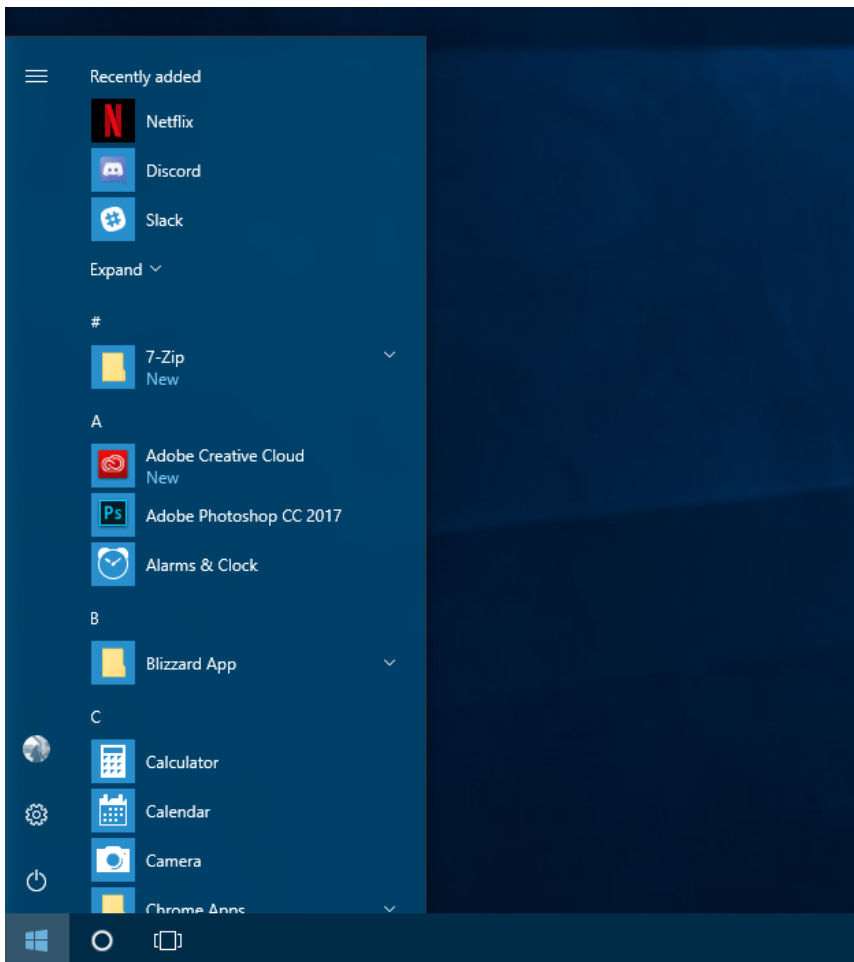 Recently added
N
Netflix
Discord
Slack
Expand
#
7-Zip
New
A
Adobe Creative Cloud
New
Ps
Adobe Photoshop CC 2017
Alarms & Clock
B
Blizzard App
C
Calculator
Calendar
Camera
Chrome Apps